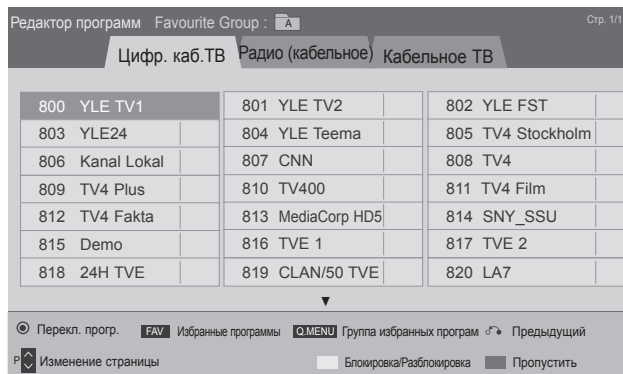 Редактор программ Favourite Group : A Стр. 1/1
Цифр. каб.ТВ Радио (кабельное) Кабельное ТВ
800 YLE TV1 801 YLE TV2 802 YLE FST
803 YLE24 804 YLE Teema 805 TV4 Stockholm
806 Kanal Lokal 807 CNN 808 TV4
809 TV4 Plus 810 TV400 811 TV4 Film
812 TV4 Fakta 813 MediaCorp HD5 814 SNY_SSU
815 Demo 816 TVE 1 817 TVE 2
818 24H TVE 819 CLAN/50 TVE 820 LA7
Перекл. прогр. FAV Избранные программы Q.MENU Группа избранных програм Предыдущий
P Изменение страницы Блокировка/Разблокировка Пропустить